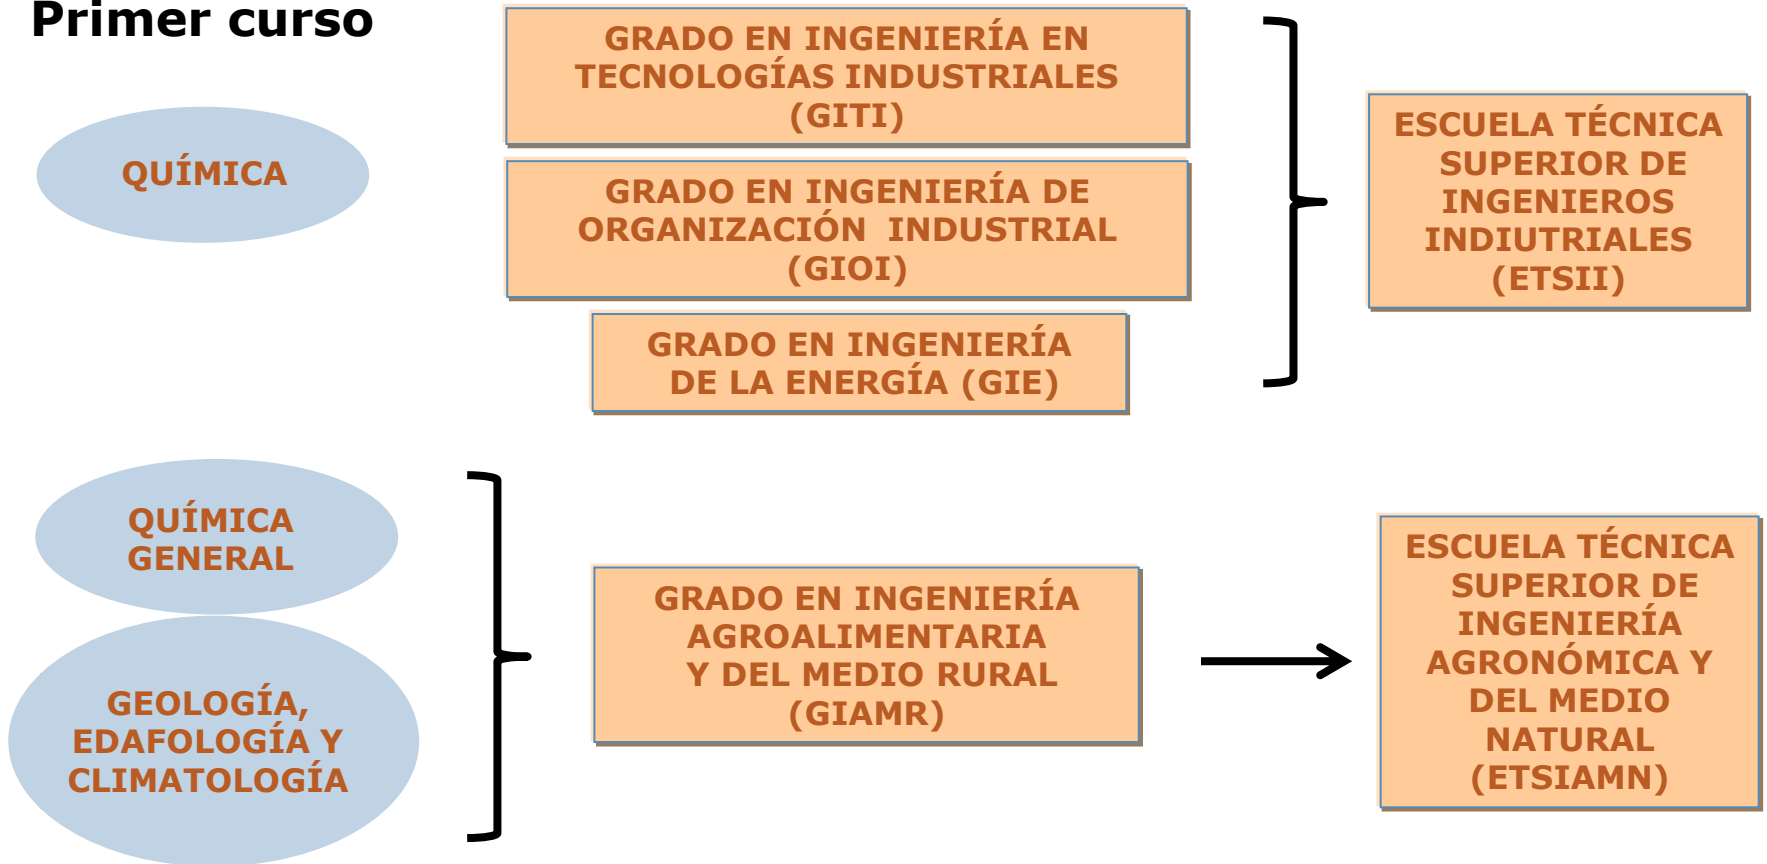 Primer curso
QUÍMICA
GRADO EN INGENIERÍA EN
TECNOLOGÍAS INDUSTRIALES
(GITI)
GRADO EN INGENIERÍA DE
ORGANIZACIÓN INDUSTRIAL
(GIOI)
GRADO EN INGENIERÍA
DE LA ENERGÍA (GIE)
ESCUELA TÉCNICA
SUPERIOR DE
INGENIEROS
INDIUTRIALES
(ETSII)
QUÍMICA
GENERAL
GEOLOGÍA,
EDAFOLOGÍA Y
CLIMATOLOGÍA
GRADO EN INGENIERÍA
AGROALIMENTARIA
Y DEL MEDIO RURAL
(GIAMR)
ESCUELA TÉCNICA
SUPERIOR DE
INGENIERÍA
AGRONÓMICA Y
DEL MEDIO
NATURAL
(ETSIAMN)